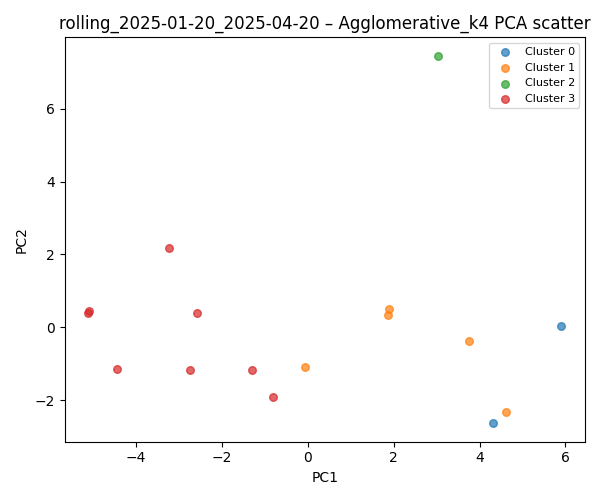 rolling_2025-01-20_2025-04-20 – Agglomerative_k4 PCA scatter
Cluster 0
Cluster 1
Cluster 2
Cluster 3
6
4
2
0
−2
−4
−2
0
2
4
6
PC2
PC1